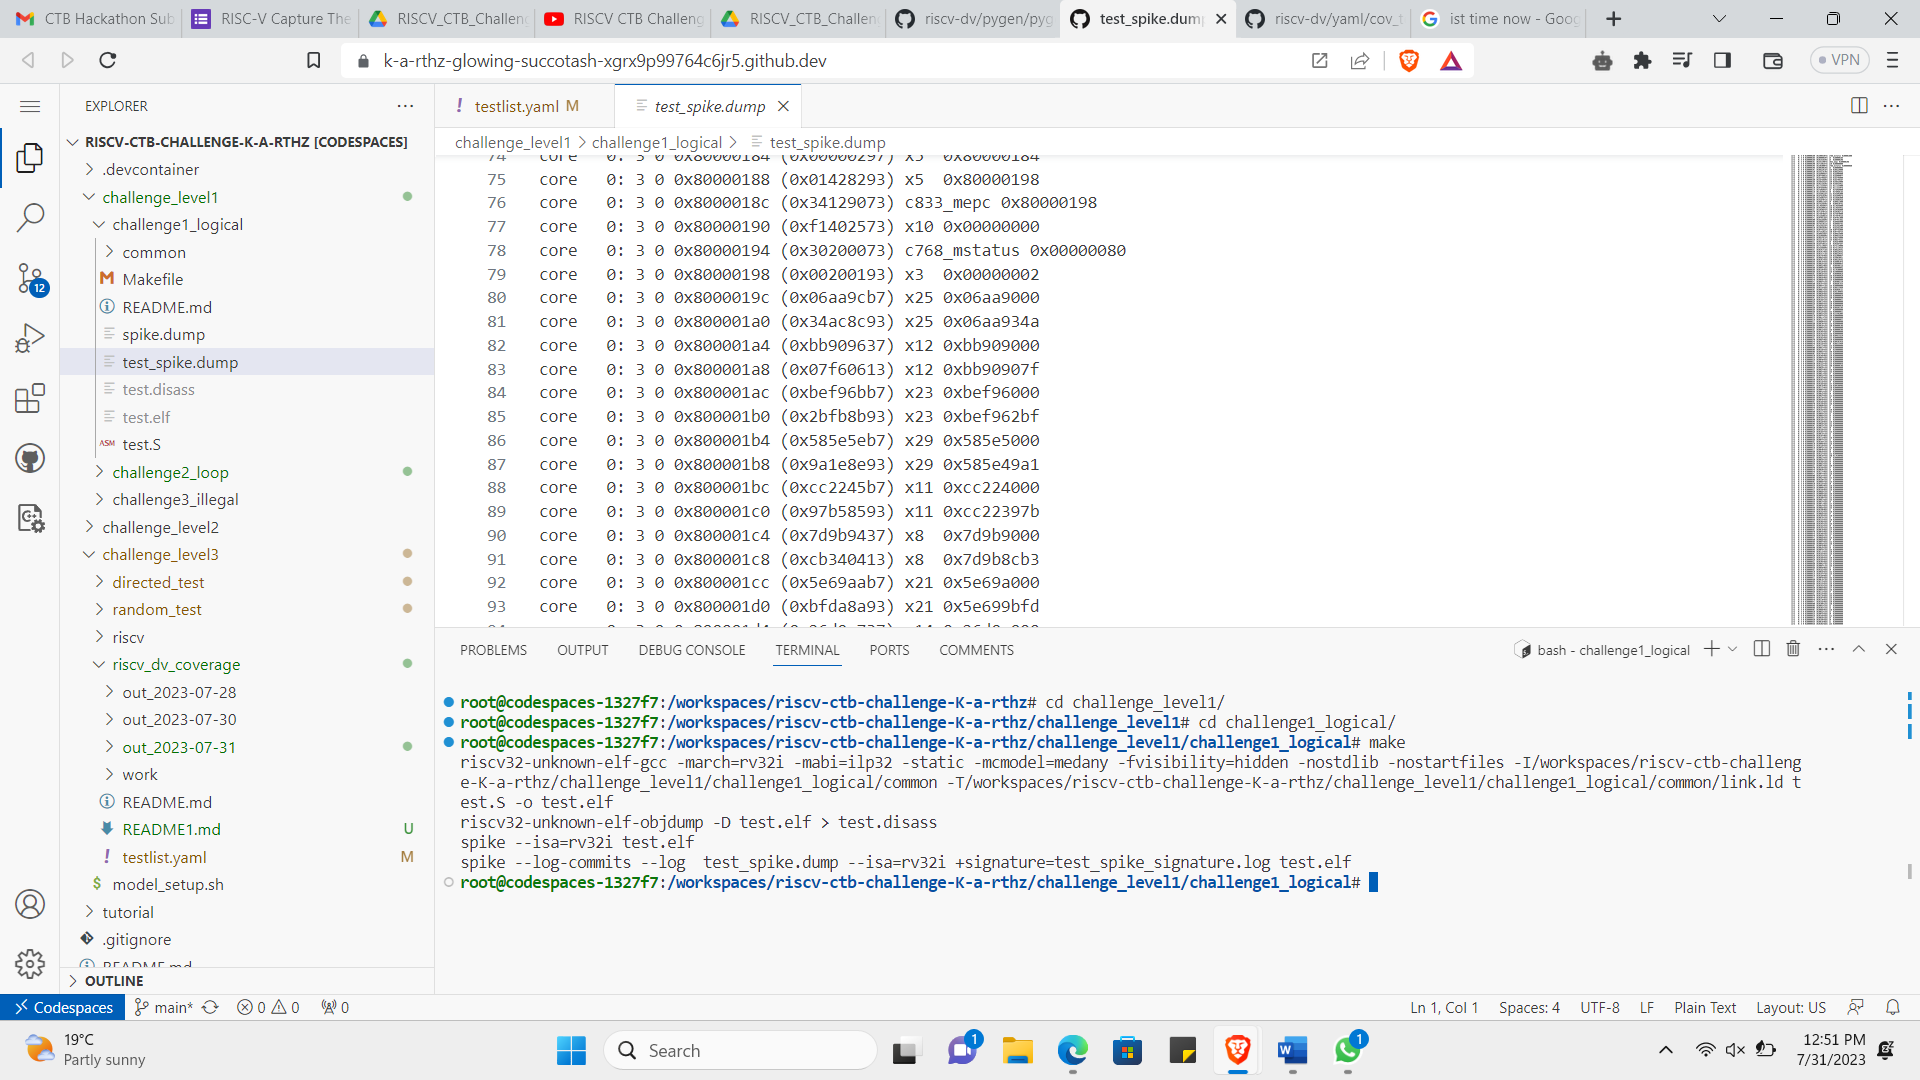 CTB Hackathon Sub
RISC-V Capture The
RISCV_CTB_Challeng
RISCV CTB Challeng
RISCV_CTB_Challen
riscv-dv/pygen/pyg
test_spike.dump
riscv-dv/yaml/cov_t
ist time now - Goog
k-a-rthz-glowing-succotash-xgrx9p99764c6jr5.github.dev
VPN
EXPLORER
RISCV-CTB-CHALLENGE-K-A-RTHZ [CODESPACES]
.devcontainer
challenge_level1
challenge1_logical
common
M Makefile
README.md
spike.dump
test_spike.dump
test.disass
test.elf
ASM test.S
challenge2_loop
challenge3_illegal
challenge_level2
challenge_level3
directed_test
random_test
riscv
riscv_dv_coverage
out_2023-07-28
out_2023-07-30
out_2023-07-31
work
README.md
README1.md U
! testlist.yaml M
$ model_setup.sh
tutorial
.gitignore
README.md
OUTLINE
12
! testlist.yaml M
test_spike.dump
challenge_level1 > challenge1_logical > test_spike.dump
74 core 0: 3 0 0x80000184 (0x00000297) x5 0x80000184
75 core 0: 3 0 0x80000188 (0x01428293) x5 0x80000198
76 core 0: 3 0 0x8000018c (0x34129073) c833_mepc 0x80000198
77 core 0: 3 0 0x80000190 (0xf1402573) x10 0x00000000
78 core 0: 3 0 0x80000194 (0x30200073) c768_mstatus 0x00000080
79 core 0: 3 0 0x80000198 (0x00200193) x3 0x00000002
80 core 0: 3 0 0x8000019c (0x06aa9cb7) x25 0x06aa9000
81 core 0: 3 0 0x800001a0 (0x34ac8c93) x25 0x06aa934a
82 core 0: 3 0 0x800001a4 (0xbb909637) x12 0xbb909000
83 core 0: 3 0 0x800001a8 (0x07f60613) x12 0xbb90907f
84 core 0: 3 0 0x800001ac (0xbef96bb7) x23 0xbef96000
85 core 0: 3 0 0x800001b0 (0x2bfb8b93) x23 0xbef962bf
86 core 0: 3 0 0x800001b4 (0x585e5eb7) x29 0x585e5000
87 core 0: 3 0 0x800001b8 (0x9a1e8e93) x29 0x585e49a1
88 core 0: 3 0 0x800001bc (0xcc2245b7) x11 0xcc224000
89 core 0: 3 0 0x800001c0 (0x97b58593) x11 0xcc22397b
90 core 0: 3 0 0x800001c4 (0x7d9b9437) x8 0x7d9b9000
91 core 0: 3 0 0x800001c8 (0xcb340413) x8 0x7d9b8cb3
92 core 0: 3 0 0x800001cc (0x5e69aab7) x21 0x5e69a000
93 core 0: 3 0 0x800001d0 (0xbfda8a93) x21 0x5e699bfd
PROBLEMS OUTPUT DEBUG CONSOLE TERMINAL PORTS COMMENTS
bash - challenge1_logical
root@codespaces-1327f7:/workspaces/riscv-ctb-challenge-K-a-rthz# cd challenge_level1/
root@codespaces-1327f7:/workspaces/riscv-ctb-challenge-K-a-rthz/challenge_level1# cd challenge1_logical/
root@codespaces-1327f7:/workspaces/riscv-ctb-challenge-K-a-rthz/challenge_level1/challenge1_logical# make
riscv32-unknown-elf-gcc -march=rv32i -mabi=ilp32 -static -mcmodel=medany -fvisibility=hidden -nostdlib -nostartfiles -I/workspaces/riscv-ctb-challeng
e-K-a-rthz/challenge_level1/challenge1_logical/common -T/workspaces/riscv-ctb-challenge-K-a-rthz/challenge_level1/challenge1_logical/common/link.ld t
est.S -o test.elf
riscv32-unknown-elf-objdump -D test.elf > test.disass
spike --isa=rv32i test.elf
spike --log-commits --log  test_spike.dump --isa=rv32i +signature=test_spike_signature.log test.elf
root@codespaces-1327f7:/workspaces/riscv-ctb-challenge-K-a-rthz/challenge_level1/challenge1_logical#
Codespaces main* 0 0 0
Ln 1, Col 1 Spaces: 4 UTF-8 LF Plain Text Layout: US
19°C
Partly sunny
Search
1
1
12:51 PM
7/31/2023